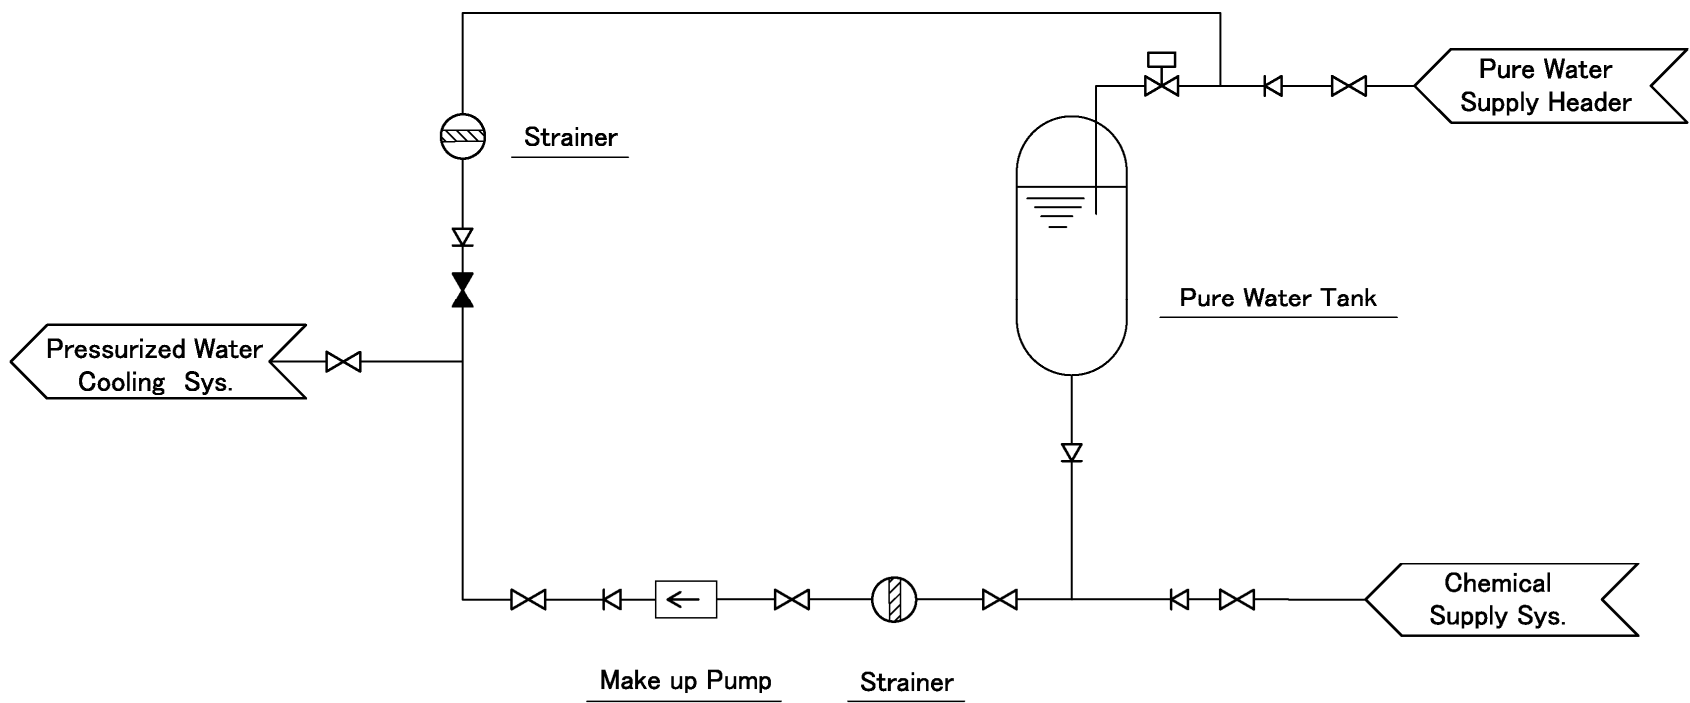 Pure Water
Supply Header
Strainer
Pure Water Tank
Pressurized Water
Cooling Sys.
Chemical
Supply Sys.
Make up Pump
Strainer